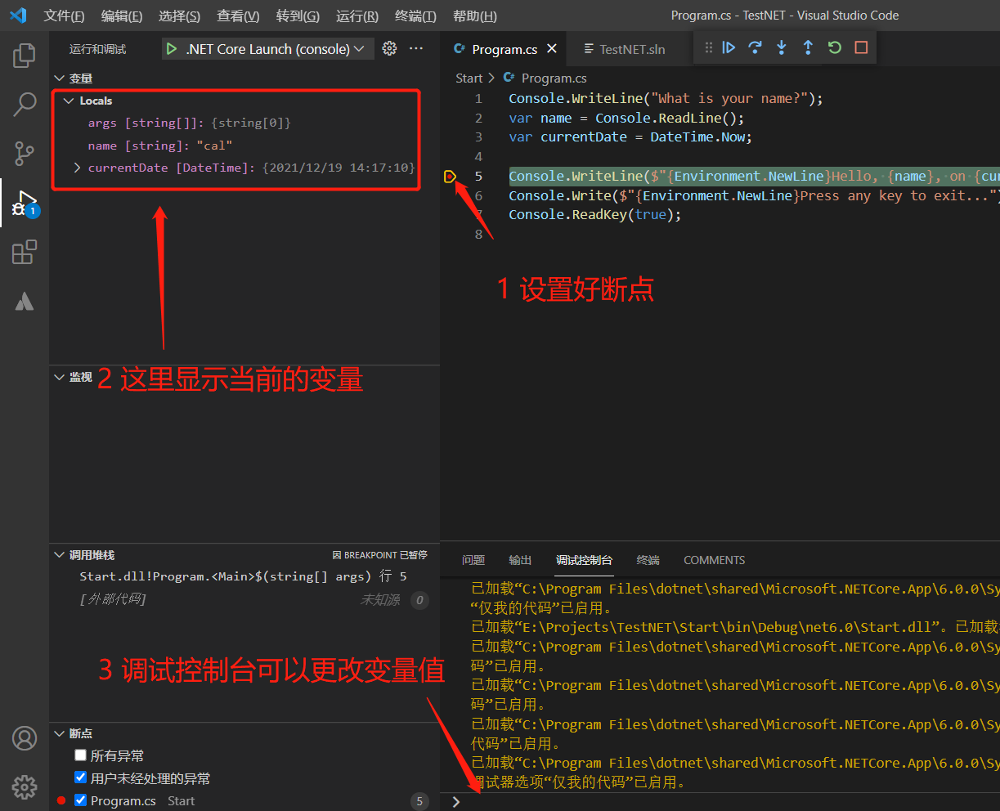 文件(F) 编辑(E) 选择(S) 查看(V) 转到(G) 运行(R) 终端(T) 帮助(H) Program.cs - TestNET - Visual Studio Code
运行和调试 .NET Core Launch (console) ···
变量
Locals
args [string[]]: {string[0]}
name [string]: "cal"
currentDate [DateTime]: {2021/12/19 14:17:10}
1
2 这里显示当前的变量
监视
调用堆栈 因 BREAKPOINT 已暂停
Start.dll!Program.<Main>$(string[] args) 行 5
[外部代码] 未知源 0
3 调试控制台可以更改变量值
断点
所有异常
用户未经处理的异常
Program.cs Start 5
Program.cs TestNET.sln
Start > Program.cs
1 Console.WriteLine("What is your name?");
2 var name = Console.ReadLine();
3 var currentDate = DateTime.Now;
4
5 Console.WriteLine($"{Environment.NewLine}Hello, {name}, on {cur
6 Console.Write($"{Environment.NewLine}Press any key to exit...")
7 Console.ReadKey(true);
8
1 设置好断点
问题 输出 调试控制台 终端 COMMENTS
已加载“C:\Program Files\dotnet\shared\Microsoft.NETCore.App\6.0.0\Sy
“仅我的代码”已启用。
已加载“E:\Projects\TestNET\Start\bin\Debug\net6.0\Start.dll”。已加载
已加载“C:\Program Files\dotnet\shared\Microsoft.NETCore.App\6.0.0\Sy
码”已启用。
已加载“C:\Program Files\dotnet\shared\Microsoft.NETCore.App\6.0.0\Sy
码”已启用。
已加载“C:\Program Files\dotnet\shared\Microsoft.NETCore.App\6.0.0\Sy
代码”已启用。
已加载“C:\Program Files\dotnet\shared\Microsoft.NETCore.App\6.0.0\Sy
调试器选项“仅我的代码”已启用。